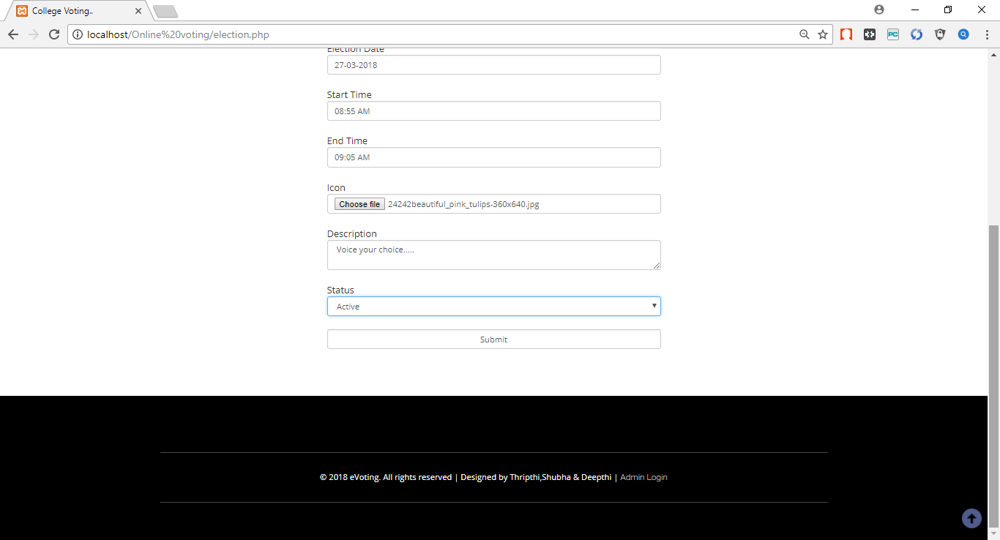 College Voting..
localhost/Online%20voting/election.php
Election Date
27-03-2018
Start Time
08:55 AM
End Time
09:05 AM
Icon
Choose file 24242beautiful_pink_tulips-360x640.jpg
Description
Voice your choice.....
Status
Active
Submit
© 2018 eVoting. All rights reserved | Designed by Thripthi,Shubha & Deepthi | Admin Login